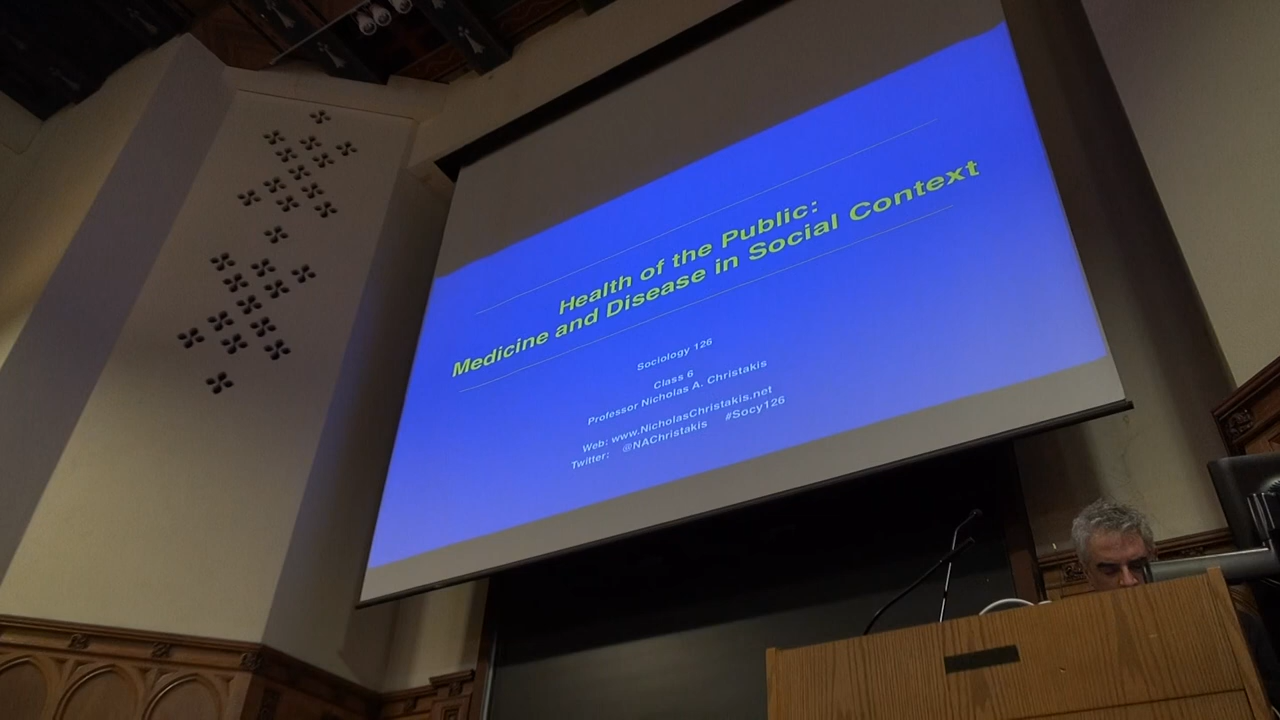 Health of the Public:
Medicine and Disease in Social Context
Sociology 126
Class 6
Professor Nicholas A. Christakis
Web: www.NicholasChristakis.net
Twitter: @NAChristakis #Socy126